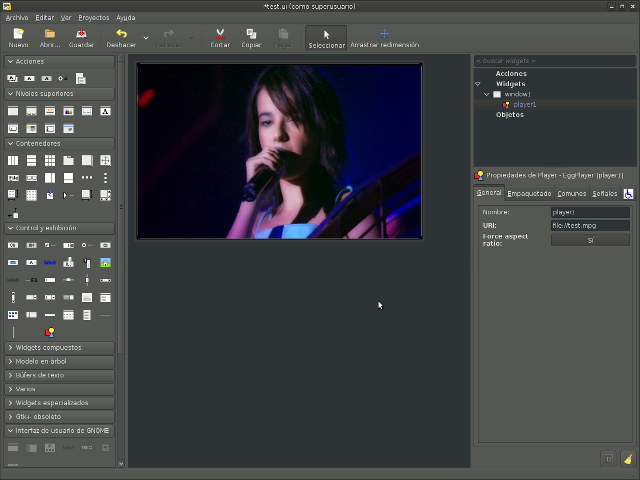 *test.ui (como superusuario)
Archivo Editar Ver Proyectos Ayuda
Nuevo Abrir... Guardar Deshacer Rehacer Cortar Copiar Pegar Seleccionar Arrastrar redimensión
Acciones
Niveles superiores
Contenedores
Control y exhibición
label
label
Widgets compuestos
Modelo en árbol
Búfers de texto
Varios
Widgets especializados
Gtk+ obsoleto
Interfaz de usuario de GNOME
< buscar widgets >
Acciones
Widgets
window1
player1
Objetos
Propiedades de Player - EggPlayer [player1]
General Empaquetado Comunes Señales
Nombre: player1
URI: file://test.mpg
Force aspect
ratio: Sí